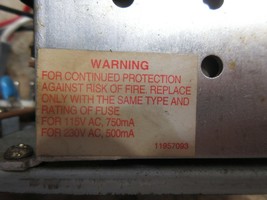 WARNING
FOR CONTINUED PROTECTION
AGAINST RISK OF FIRE, REPLACE
ONLY WITH THE SAME TYPE AND
RATING OF FUSE
FOR 115V AC, 750mA
FOR 230V AC, 500mA
11857093